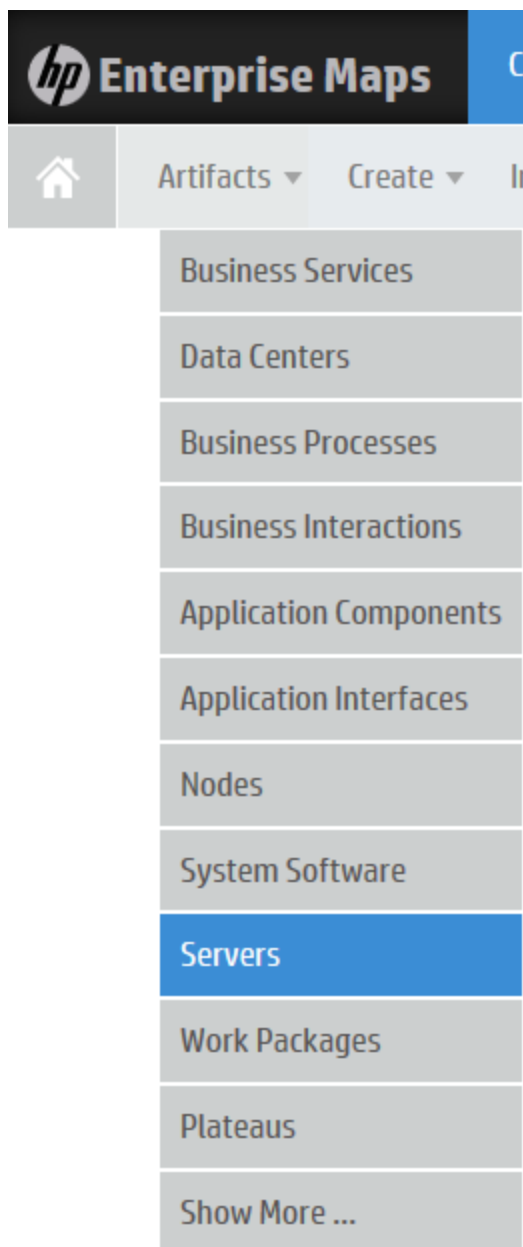 hp Enterprise Maps
Artifacts Create
Business Services
Data Centers
Business Processes
Business Interactions
Application Components
Application Interfaces
Nodes
System Software
Servers
Work Packages
Plateaus
Show More ...